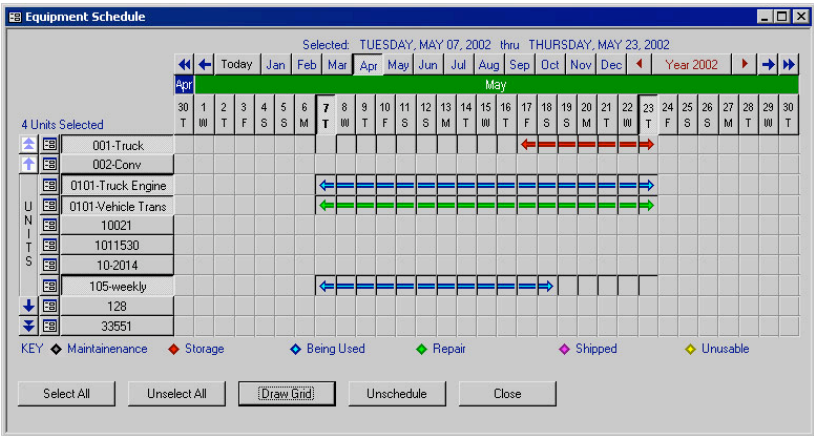 Equipment Schedule
Selected: TUESDAY, MAY 07, 2002 thru THURSDAY, MAY 23, 2002
Today Jan Feb Mar Apr May Jun Jul Aug Sep Oct Nov Dec Year 2002
Apr May
30 1 2 3 4 5 6 7 8 9 10 11 12 13 14 15 16 17 18 19 20 21 22 23 24 25 26 27 28 29 30
4 Units Selected T W T F S S M T W T F S S M T W T F S S M T W T F S S M T W T
001-Truck
002-Conv
0101-Truck Engine
0101-Vehicle Trans
10021
1011530
10-2014
105-weekly
128
33551
UNITS
KEY Maintainenance Storage Being Used Repair Shipped Unusable
Select All Unselect All Draw Grid Unschedule Close